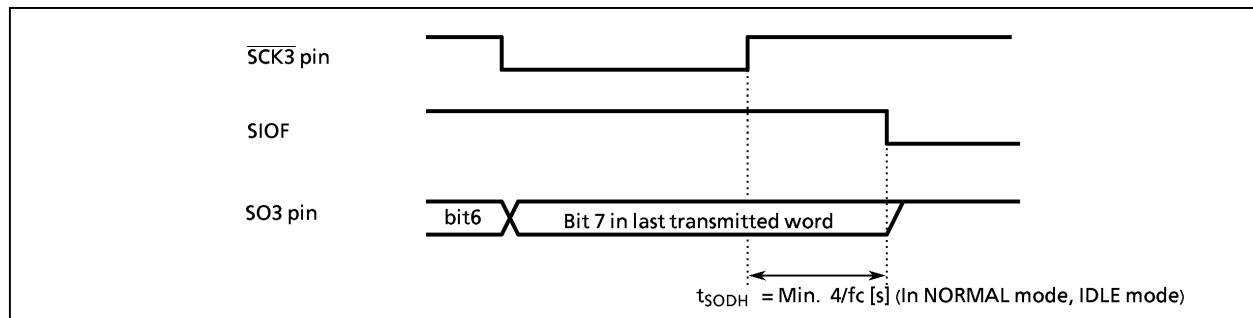 SCK3 pin
SIOF
SO3 pin
bit6
Bit 7 in last transmitted word
tSODH = Min. 4/fc [s] (In NORMAL mode, IDLE mode)